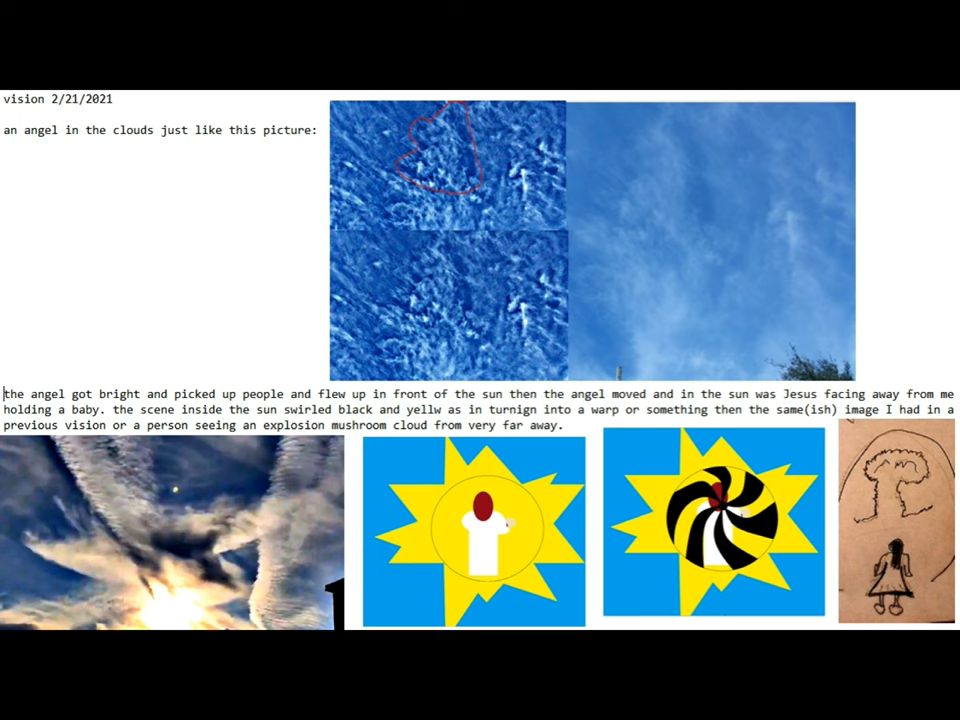 vision 2/21/2021
an angel in the clouds just like this picture:
the angel got bright and picked up people and flew up in front of the sun then the angel moved and in the sun was Jesus facing away from me
holding a baby. the scene inside the sun swirled black and yellw as in turnign into a warp or something then the same(ish) image I had in a
previous vision or a person seeing an explosion mushroom cloud from very far away.